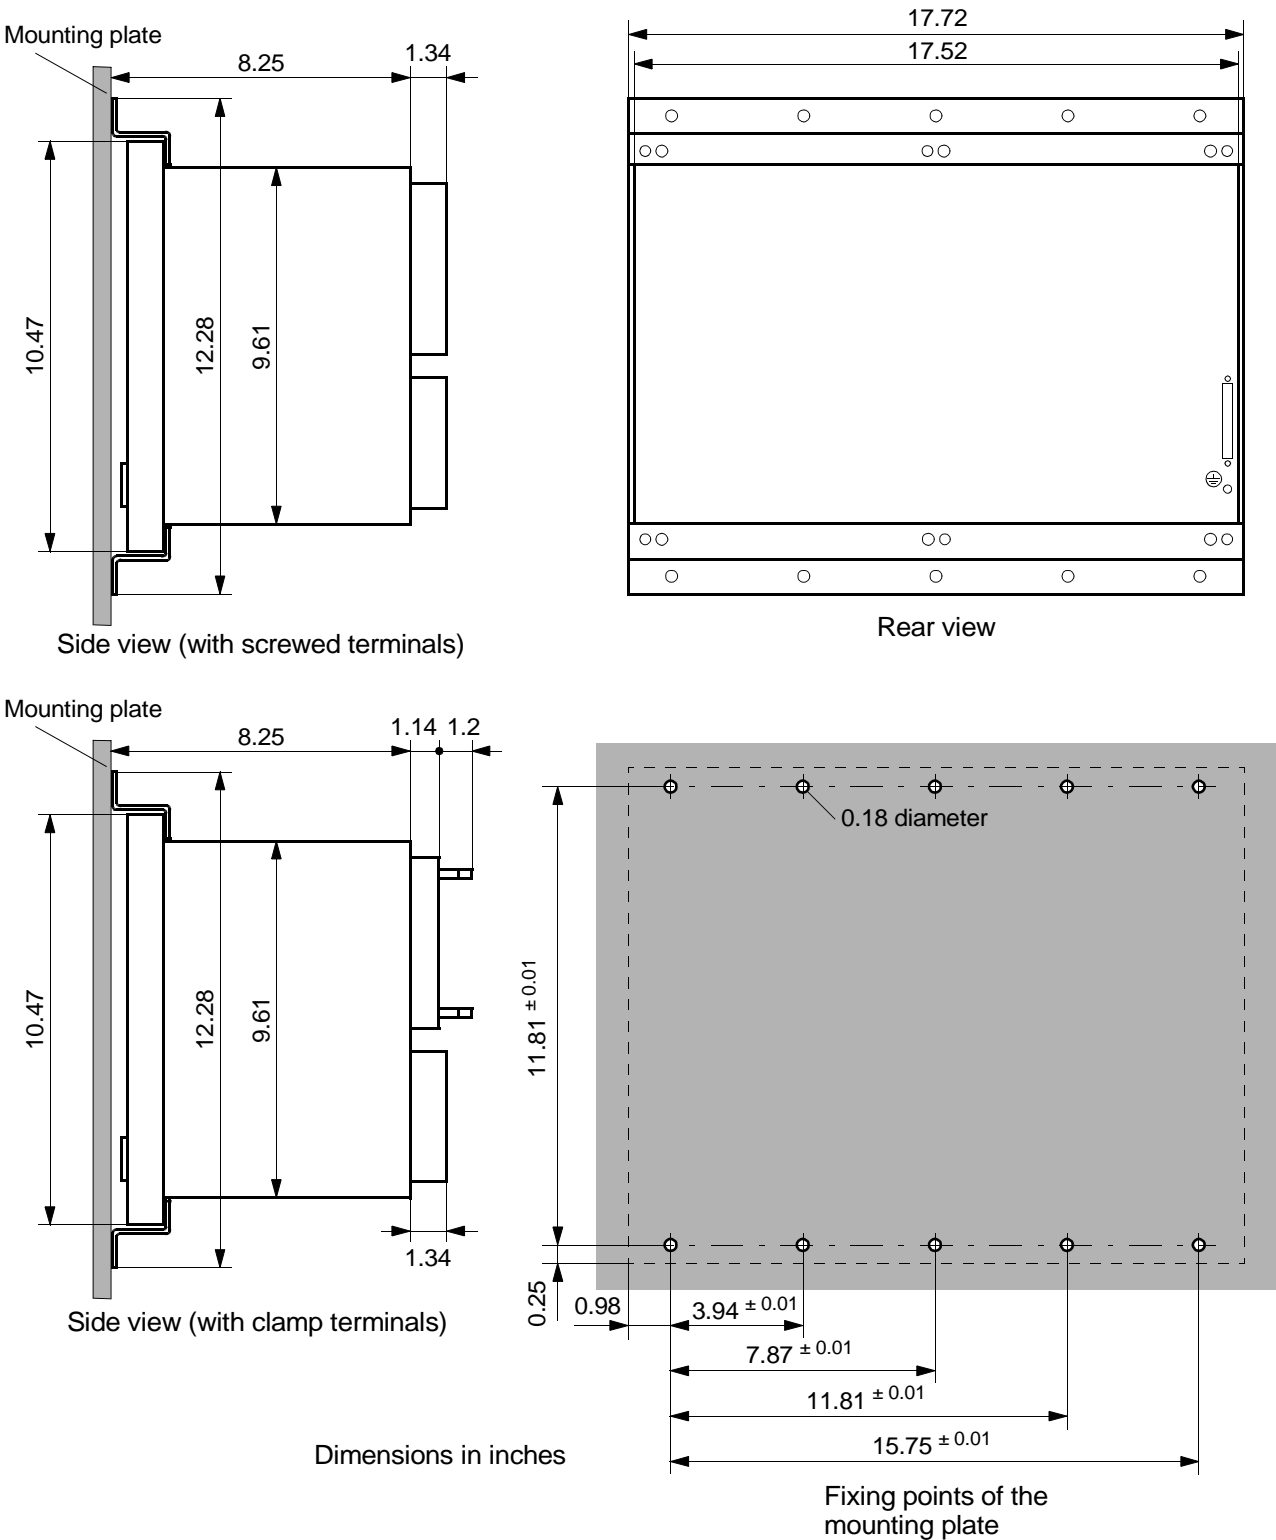 Mounting plate
8.25
1.34
10.47
12.28
9.61
Side view (with screwed terminals)
17.72
17.52
Rear view
Mounting plate
8.25
1.14
1.2
10.47
12.28
9.61
1.34
Side view (with clamp terminals)
0.18 diameter
11.81 ± 0.01
0.25
0.98
3.94 ± 0.01
7.87 ± 0.01
11.81 ± 0.01
15.75 ± 0.01
Dimensions in inches
Fixing points of the
mounting plate